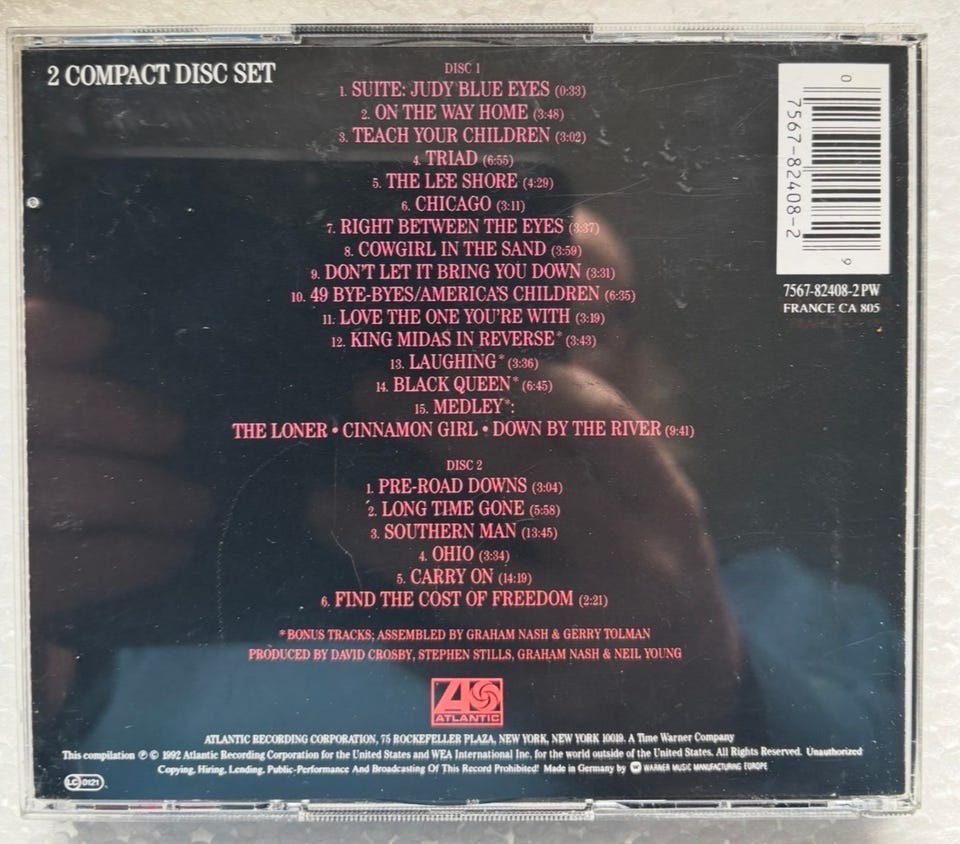 2 COMPACT DISC SET
DISC 1
1. SUITE: JUDY BLUE EYES (0:33)
2. ON THE WAY HOME (3:48)
3. TEACH YOUR CHILDREN (3:02)
4. TRIAD (6:55)
5. THE LEE SHORE (4:29)
6. CHICAGO (3:11)
7. RIGHT BETWEEN THE EYES (3:37)
8. COWGIRL IN THE SAND (3:59)
9. DON'T LET IT BRING YOU DOWN (3:31)
10. 49 BYE-BYES/AMERICA'S CHILDREN (6:35)
11. LOVE THE ONE YOU'RE WITH (3:19)
12. KING MIDAS IN REVERSE* (3:43)
13. LAUGHING* (3:36)
14. BLACK QUEEN* (6:45)
15. MEDLEY*:
THE LONER • CINNAMON GIRL • DOWN BY THE RIVER (9:41)
DISC 2
1. PRE-ROAD DOWNS (3:04)
2. LONG TIME GONE (5:58)
3. SOUTHERN MAN (13:45)
4. OHIO (3:34)
5. CARRY ON (14:19)
6. FIND THE COST OF FREEDOM (2:21)
*BONUS TRACKS; ASSEMBLED BY GRAHAM NASH & GERRY TOLMAN
PRODUCED BY DAVID CROSBY, STEPHEN STILLS, GRAHAM NASH & NEIL YOUNG
0 7567-82408-2 9
7567-82408-2 PW
FRANCE CA 805
ATLANTIC
ATLANTIC RECORDING CORPORATION, 75 ROCKEFELLER PLAZA, NEW YORK, NEW YORK 10019. A Time Warner Company
This compilation ℗ © 1992 Atlantic Recording Corporation for the United States and WEA International Inc. for the world outside of the United States. All Rights Reserved. Unauthorized
Copying, Hiring, Lending, Public-Performance And Broadcasting Of This Record Prohibited! Made in Germany by WARNER MUSIC MANUFACTURING EUROPE
LC 0121